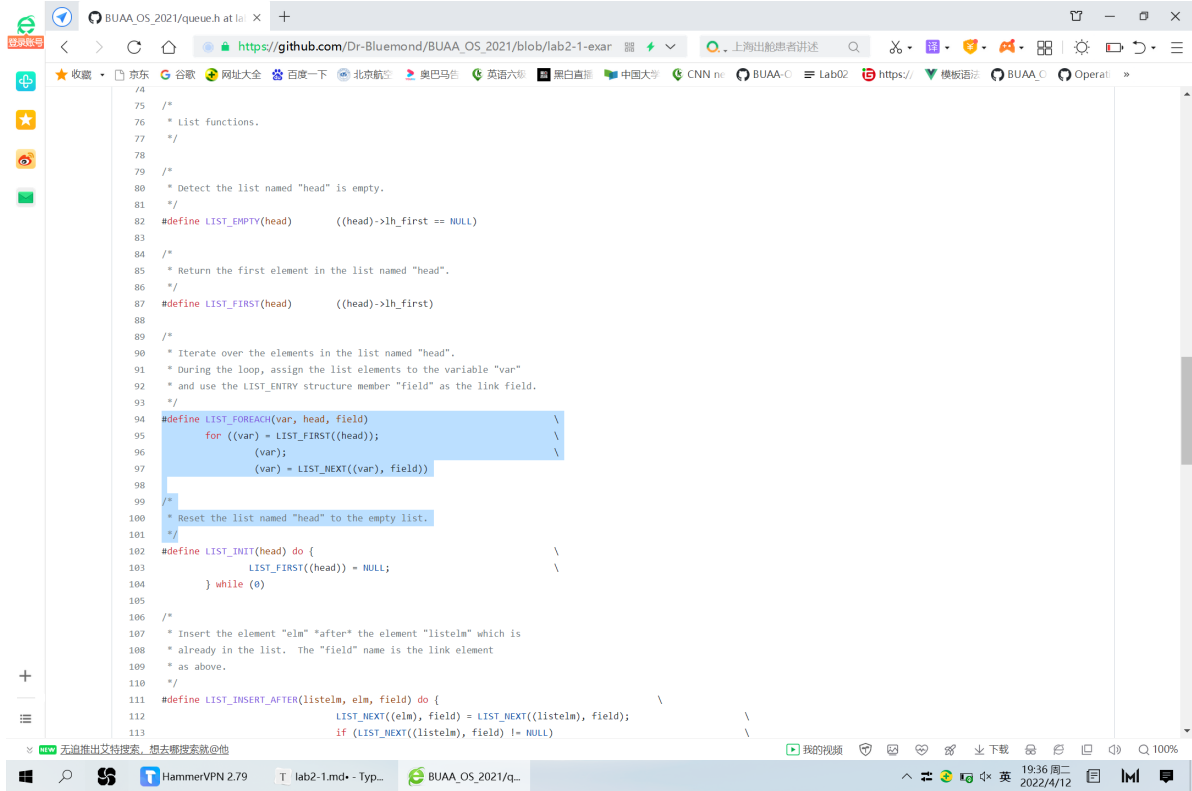 BUAA_OS_2021/queue.h at la
登录账号
https://github.com/Dr-Bluemond/BUAA_OS_2021/blob/lab2-1-exar
上海出舱患者讲述
译
收藏 京东 谷歌 网址大全 百度一下 北京航空 奥巴马告 英语六级 黑白直播 中国大学 CNN ne BUAA-O Lab02 https:/ 模板语法 BUAA_O Operati »
74
75 /*
76 * List functions.
77 */
78
79 /*
80 * Detect the list named "head" is empty.
81 */
82 #define LIST_EMPTY(head) ((head)->lh_first == NULL)
83
84 /*
85 * Return the first element in the list named "head".
86 */
87 #define LIST_FIRST(head) ((head)->lh_first)
88
89 /*
90 * Iterate over the elements in the list named "head".
91 * During the loop, assign the list elements to the variable "var"
92 * and use the LIST_ENTRY structure member "field" as the link field.
93 */
94 #define LIST_FOREACH(var, head, field) \
95 for ((var) = LIST_FIRST((head)); \
96 (var); \
97 (var) = LIST_NEXT((var), field))
98
99 /*
100 * Reset the list named "head" to the empty list.
101 */
102 #define LIST_INIT(head) do { \
103 LIST_FIRST((head)) = NULL; \
104 } while (0)
105
106 /*
107 * Insert the element "elm" *after* the element "listelm" which is
108 * already in the list. The "field" name is the link element
109 * as above.
110 */
111 #define LIST_INSERT_AFTER(listelm, elm, field) do { \
112 LIST_NEXT((elm), field) = LIST_NEXT((listelm), field); \
113 if (LIST_NEXT((listelm), field) != NULL) \
NEW 无追推出艾特搜索，想去哪搜索就@他
我的视频
下载
100%
HammerVPN 2.79
lab2-1.md• - Typ...
BUAA_OS_2021/q...
英
19:36 周二
2022/4/12